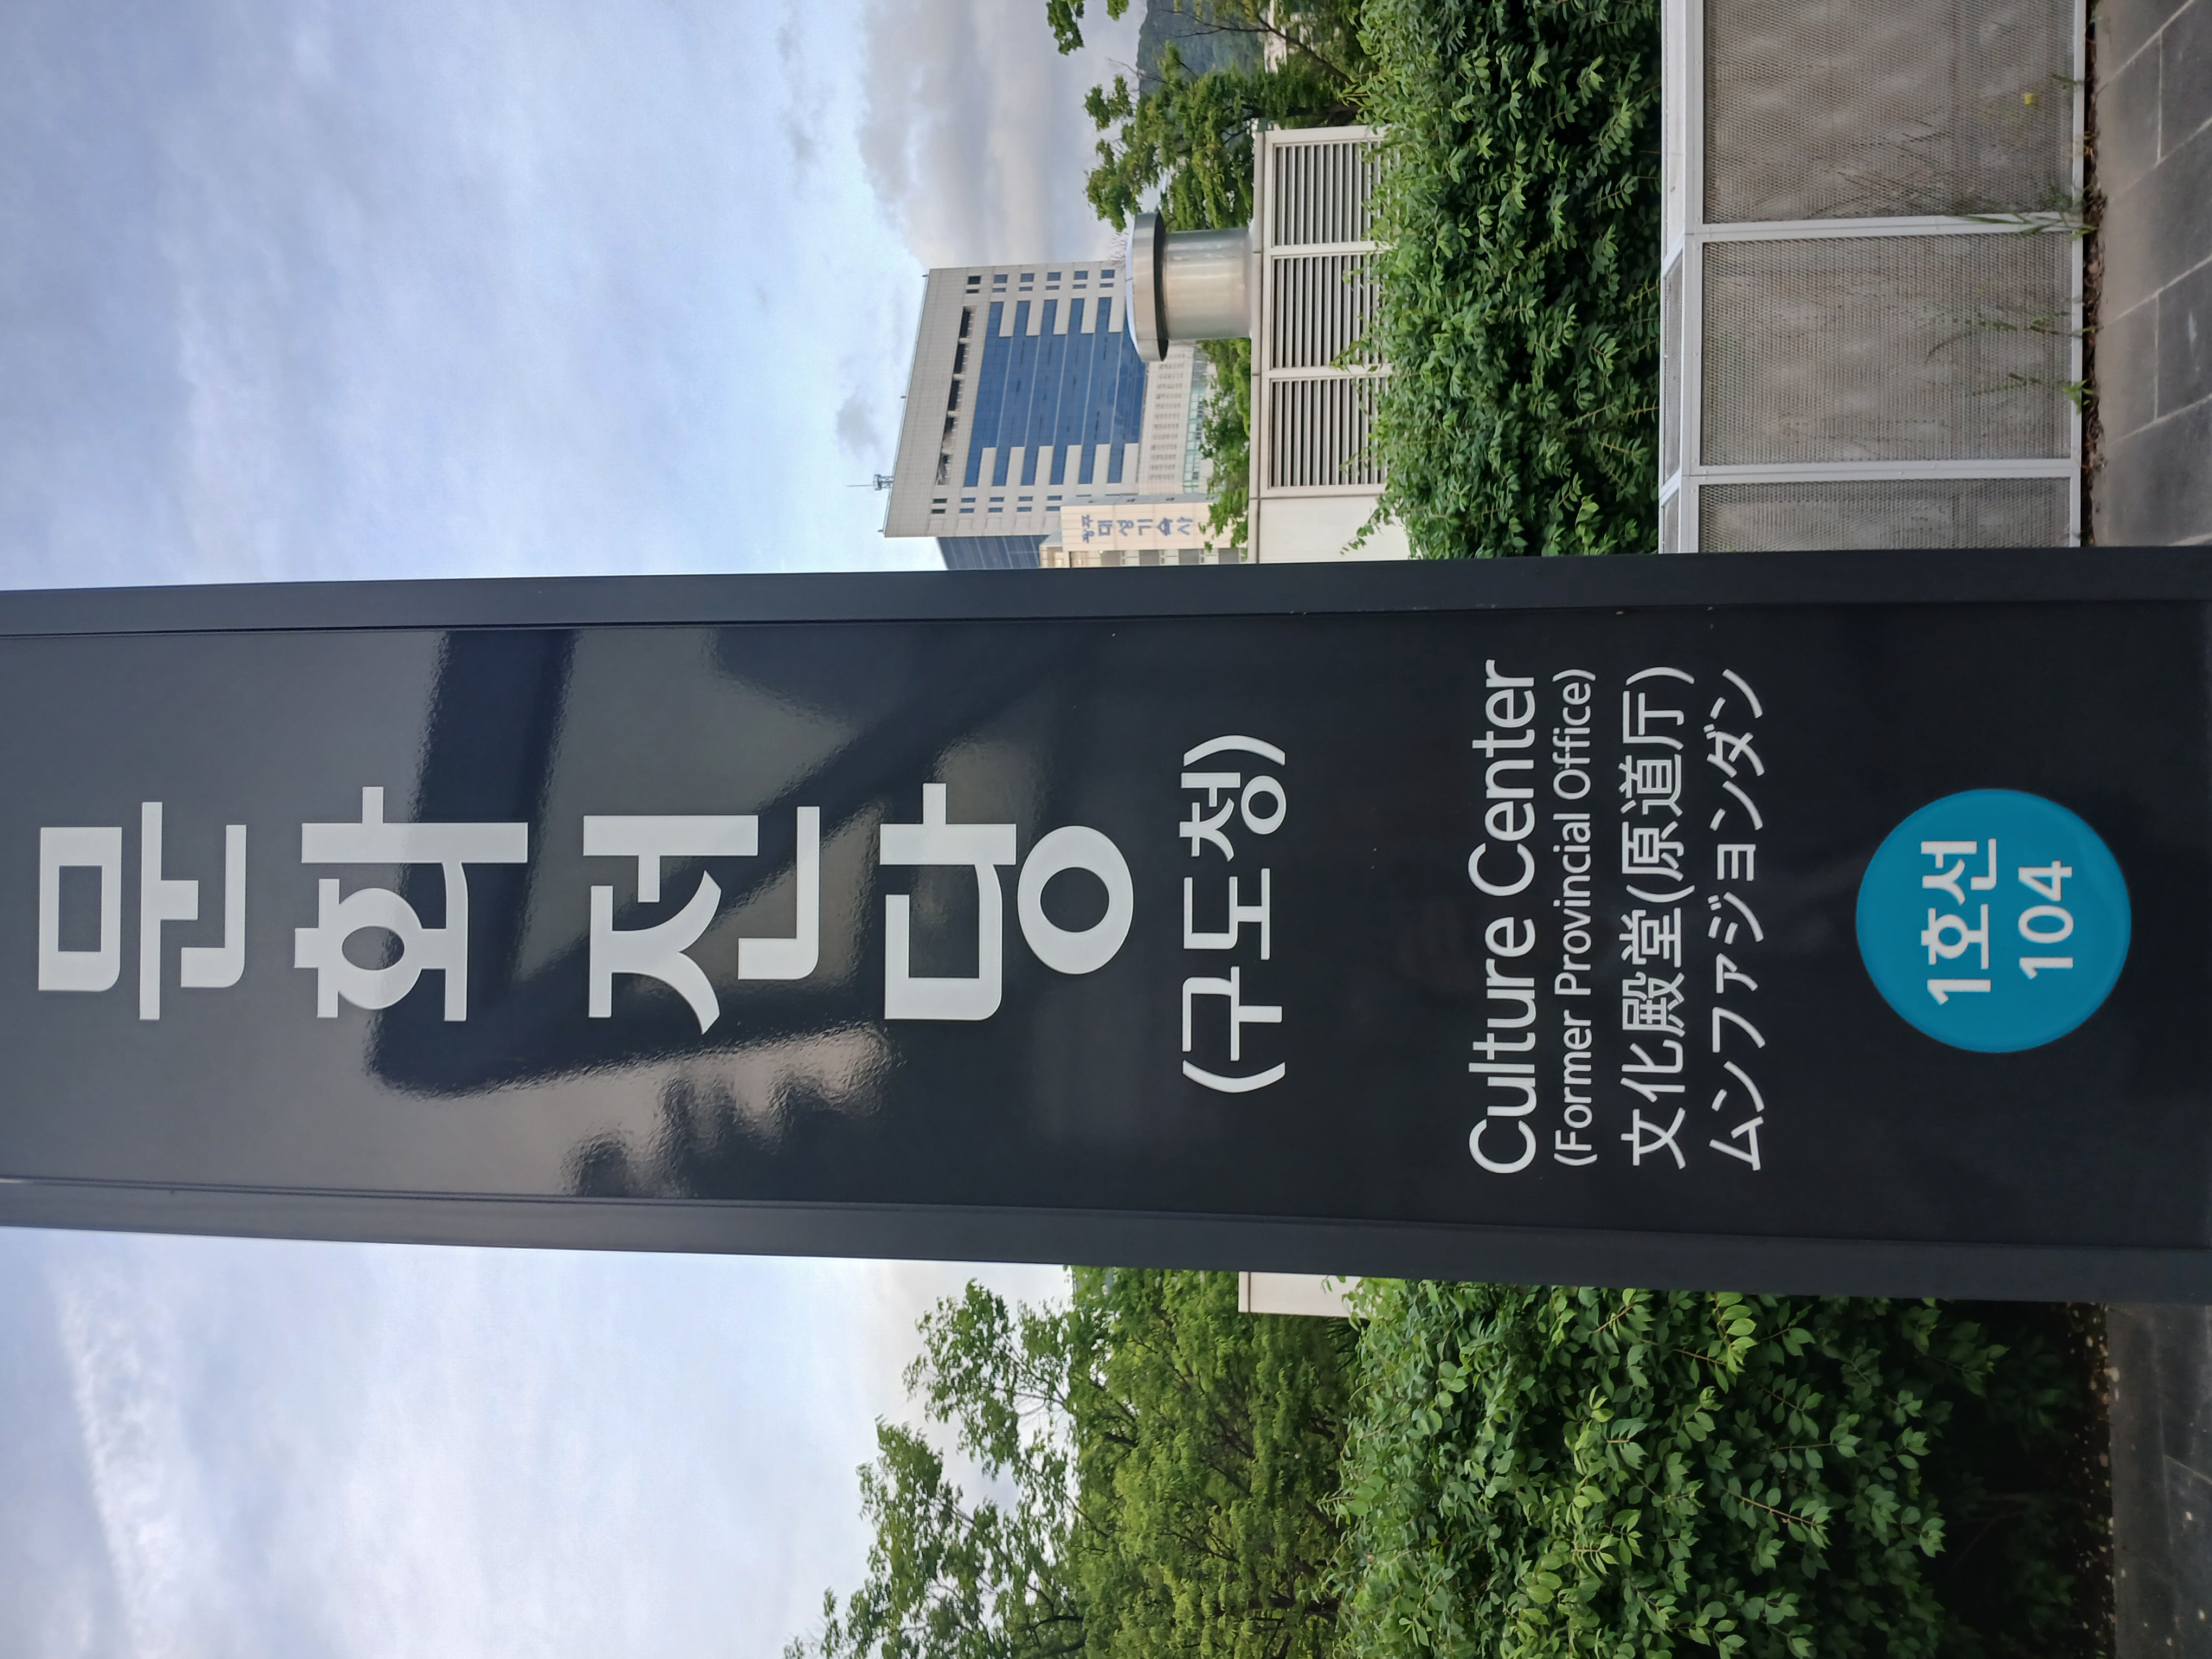 문
화
전
당
(구도청)
Culture Center
(Former Provincial Office)
文化殿堂(原道厅)
ムンファジョンダン
1호선
104